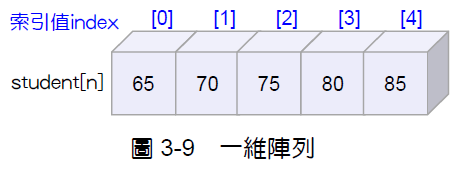 索引值index [0] [1] [2] [3] [4]
student[n] 65 70 75 80 85
圖 3-9 一維陣列